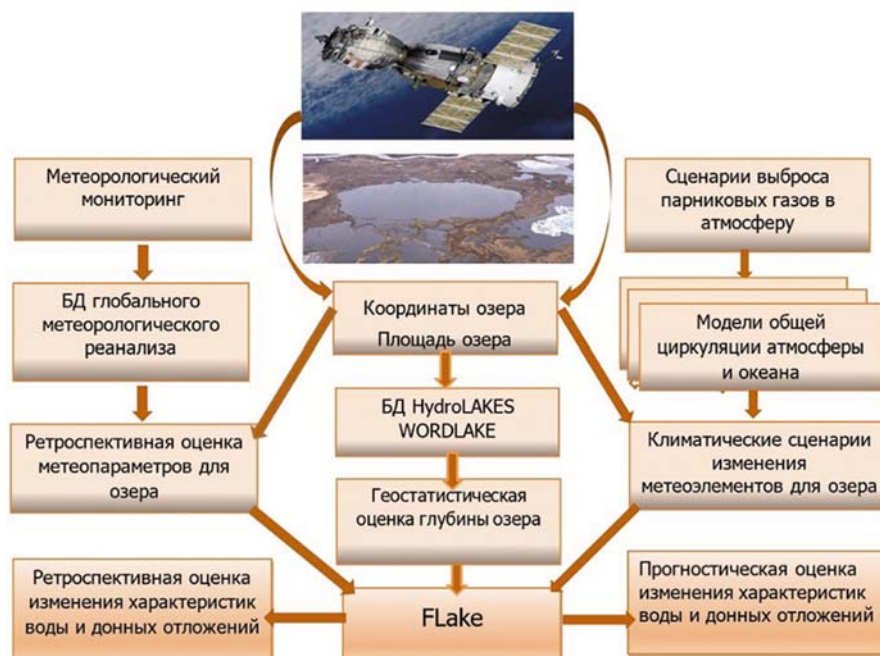 Метеорологический
мониторинг
БД глобального
метеорологического
реанализа
Ретроспективная оценка
метеопараметров для
озера
Ретроспективная оценка
изменения характеристик
воды и донных отложений
Координаты озера
Площадь озера
БД HydroLAKES
WORDLAKE
Геостатистическая
оценка глубины озера
FLake
Сценарии выброса
парниковых газов в
атмосферу
Модели общей
циркуляции атмосферы
и океана
Климатические сценарии
изменения
метеоэлементов для озера
Прогностическая оценка
изменения характеристик
воды и донных отложений